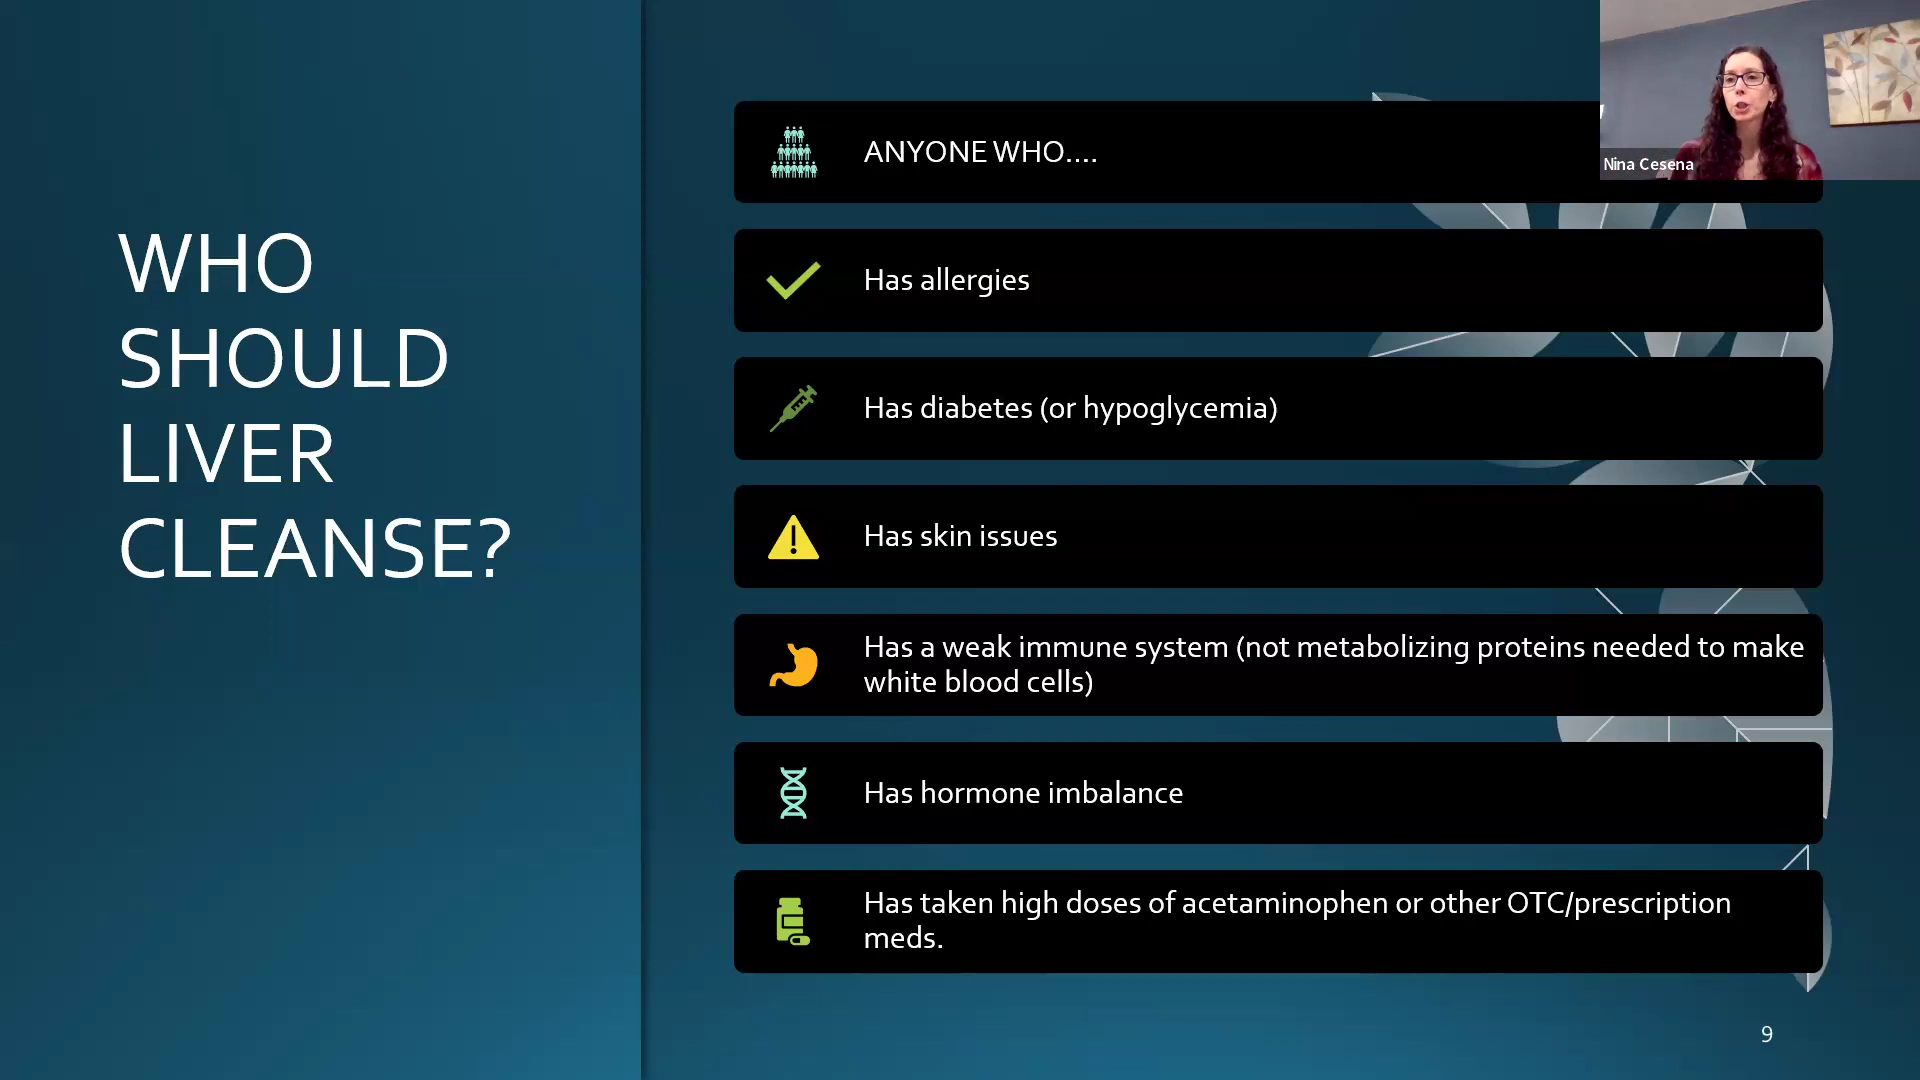 WHO
SHOULD
LIVER
CLEANSE?
ANYONE WHO....
Has allergies
Has diabetes (or hypoglycemia)
Has skin issues
Has a weak immune system (not metabolizing proteins needed to make
white blood cells)
Has hormone imbalance
Has taken high doses of acetaminophen or other OTC/prescription
meds.
Nina Cesena
9